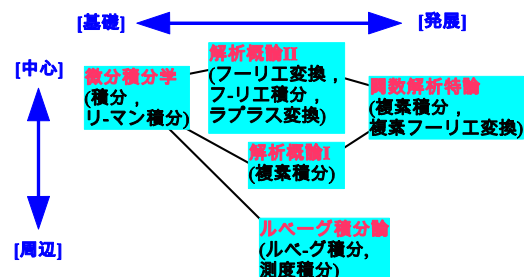 [基礎]
[発展]
[中心]
微分積分学
(積分，
リ-マン積分)
解析概論II
(フーリエ変換，
フ-リエ積分，
ラプラス変換)
関数解析特論
(複素積分，
複素フーリエ変換)
解析概論I
(複素積分)
ルベーグ積分論
(ルベ-グ積分,
測度積分)
[周辺]